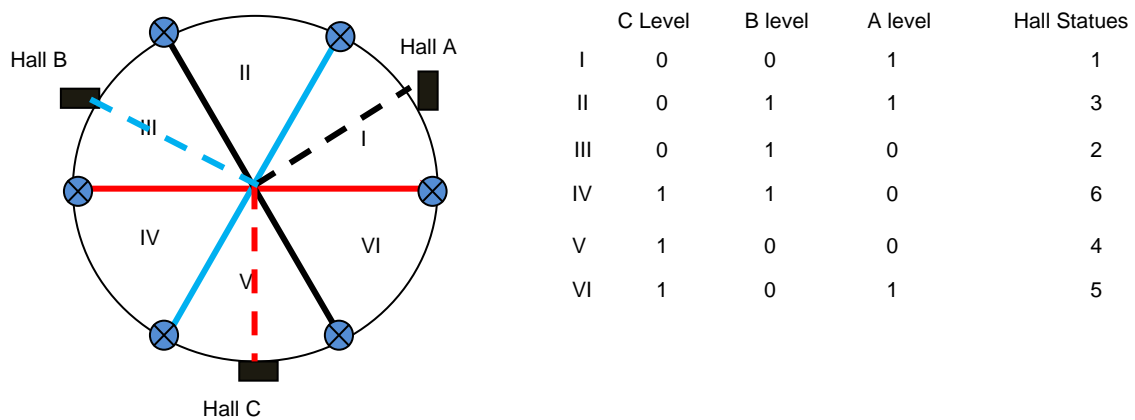 Hall B
Hall A
II
III
I
IV
VI
V
Hall C
C Level B level A level Hall Statues
I 0 0 1 1
II 0 1 1 3
III 0 1 0 2
IV 1 1 0 6
V 1 0 0 4
VI 1 0 1 5